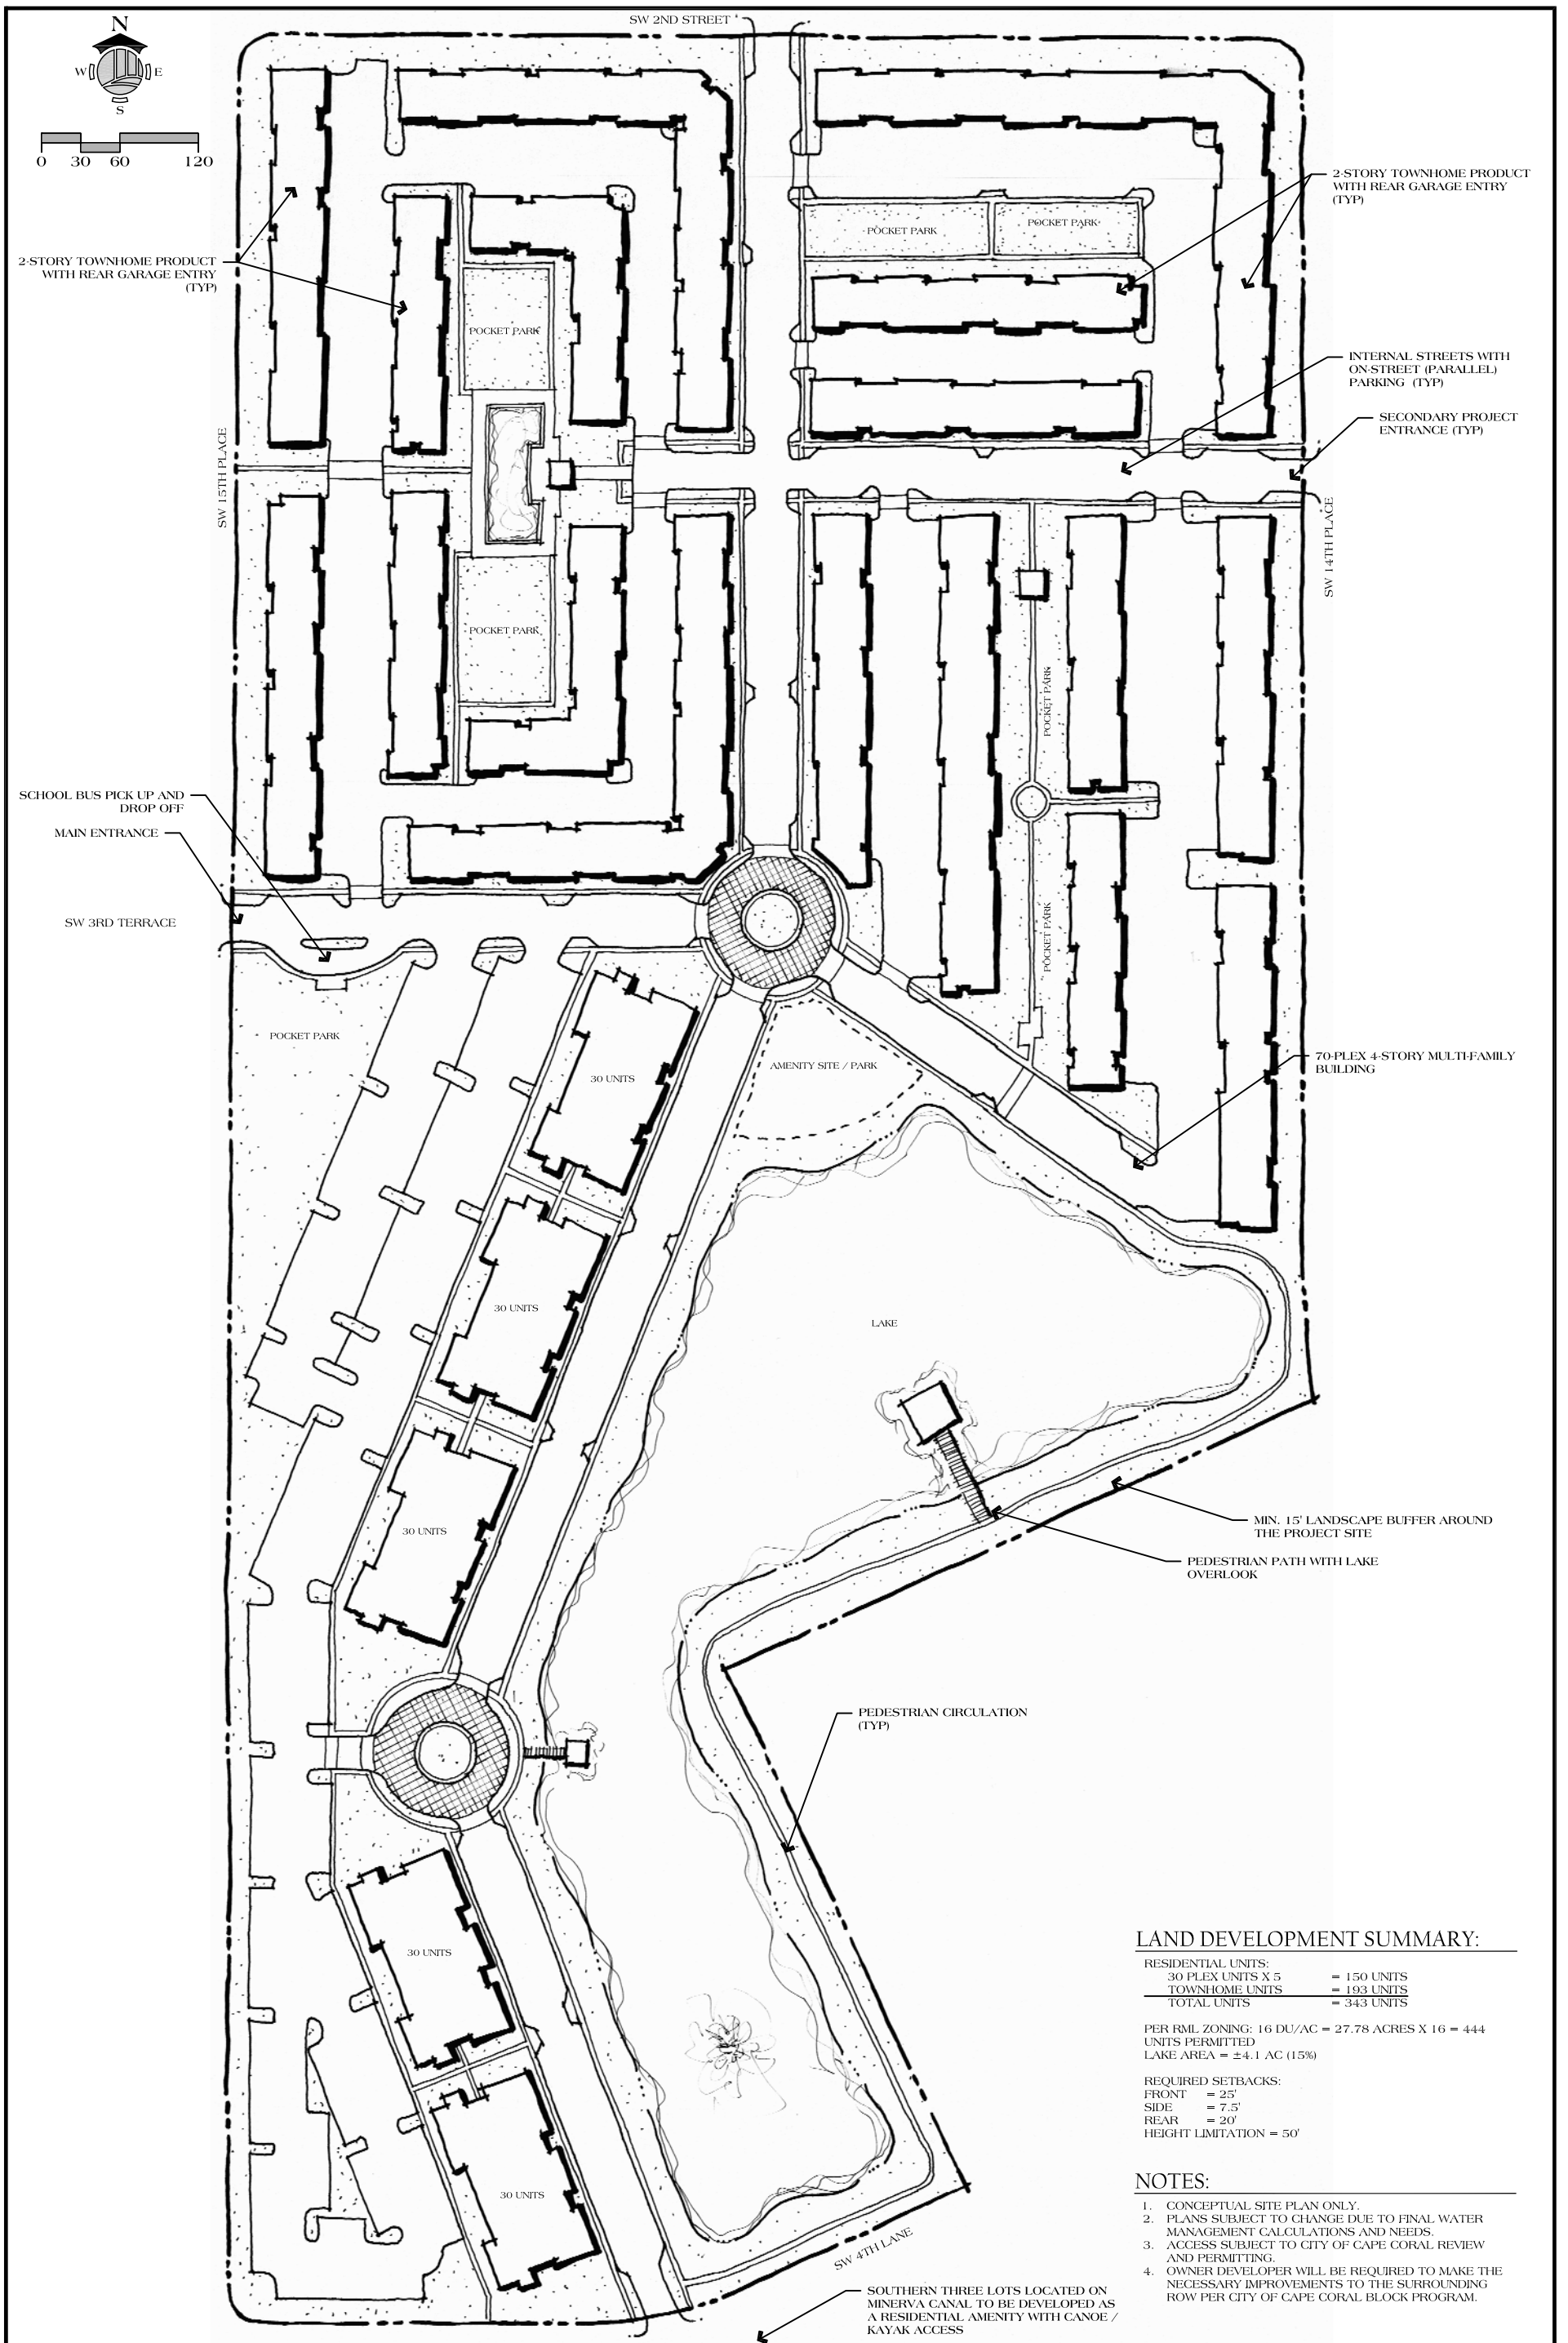 SW 2ND STREET
N
W
E
S
0 30 60 120
2-STORY TOWNHOME PRODUCT
WITH REAR GARAGE ENTRY
(TYP)
POCKET PARK
POCKET PARK
2-STORY TOWNHOME PRODUCT
WITH REAR GARAGE ENTRY
(TYP)
POCKET PARK
INTERNAL STREETS WITH
ON-STREET (PARALLEL)
PARKING (TYP)
SECONDARY PROJECT
ENTRANCE (TYP)
SW 15TH PLACE
SW 14TH PLACE
POCKET PARK
POCKET PARK
SCHOOL BUS PICK UP AND
DROP OFF
MAIN ENTRANCE
SW 3RD TERRACE
POCKET PARK
POCKET PARK
AMENITY SITE / PARK
70-PLEX 4-STORY MULTI-FAMILY
BUILDING
30 UNITS
30 UNITS
LAKE
30 UNITS
MIN. 15' LANDSCAPE BUFFER AROUND
THE PROJECT SITE
PEDESTRIAN PATH WITH LAKE
OVERLOOK
PEDESTRIAN CIRCULATION
(TYP)
30 UNITS
30 UNITS
SW 4TH LANE
SOUTHERN THREE LOTS LOCATED ON
MINERVA CANAL TO BE DEVELOPED AS
A RESIDENTIAL AMENITY WITH CANOE /
KAYAK ACCESS
LAND DEVELOPMENT SUMMARY:
RESIDENTIAL UNITS:
30 PLEX UNITS X 5 = 150 UNITS
TOWNHOME UNITS = 193 UNITS
TOTAL UNITS = 343 UNITS
PER RML ZONING: 16 DU/AC = 27.78 ACRES X 16 = 444
UNITS PERMITTED
LAKE AREA = ±4.1 AC (15%)
REQUIRED SETBACKS:
FRONT = 25'
SIDE = 7.5'
REAR = 20'
HEIGHT LIMITATION = 50'
NOTES:
1. CONCEPTUAL SITE PLAN ONLY.
2. PLANS SUBJECT TO CHANGE DUE TO FINAL WATER
MANAGEMENT CALCULATIONS AND NEEDS.
3. ACCESS SUBJECT TO CITY OF CAPE CORAL REVIEW
AND PERMITTING.
4. OWNER DEVELOPER WILL BE REQUIRED TO MAKE THE
NECESSARY IMPROVEMENTS TO THE SURROUNDING
ROW PER CITY OF CAPE CORAL BLOCK PROGRAM.